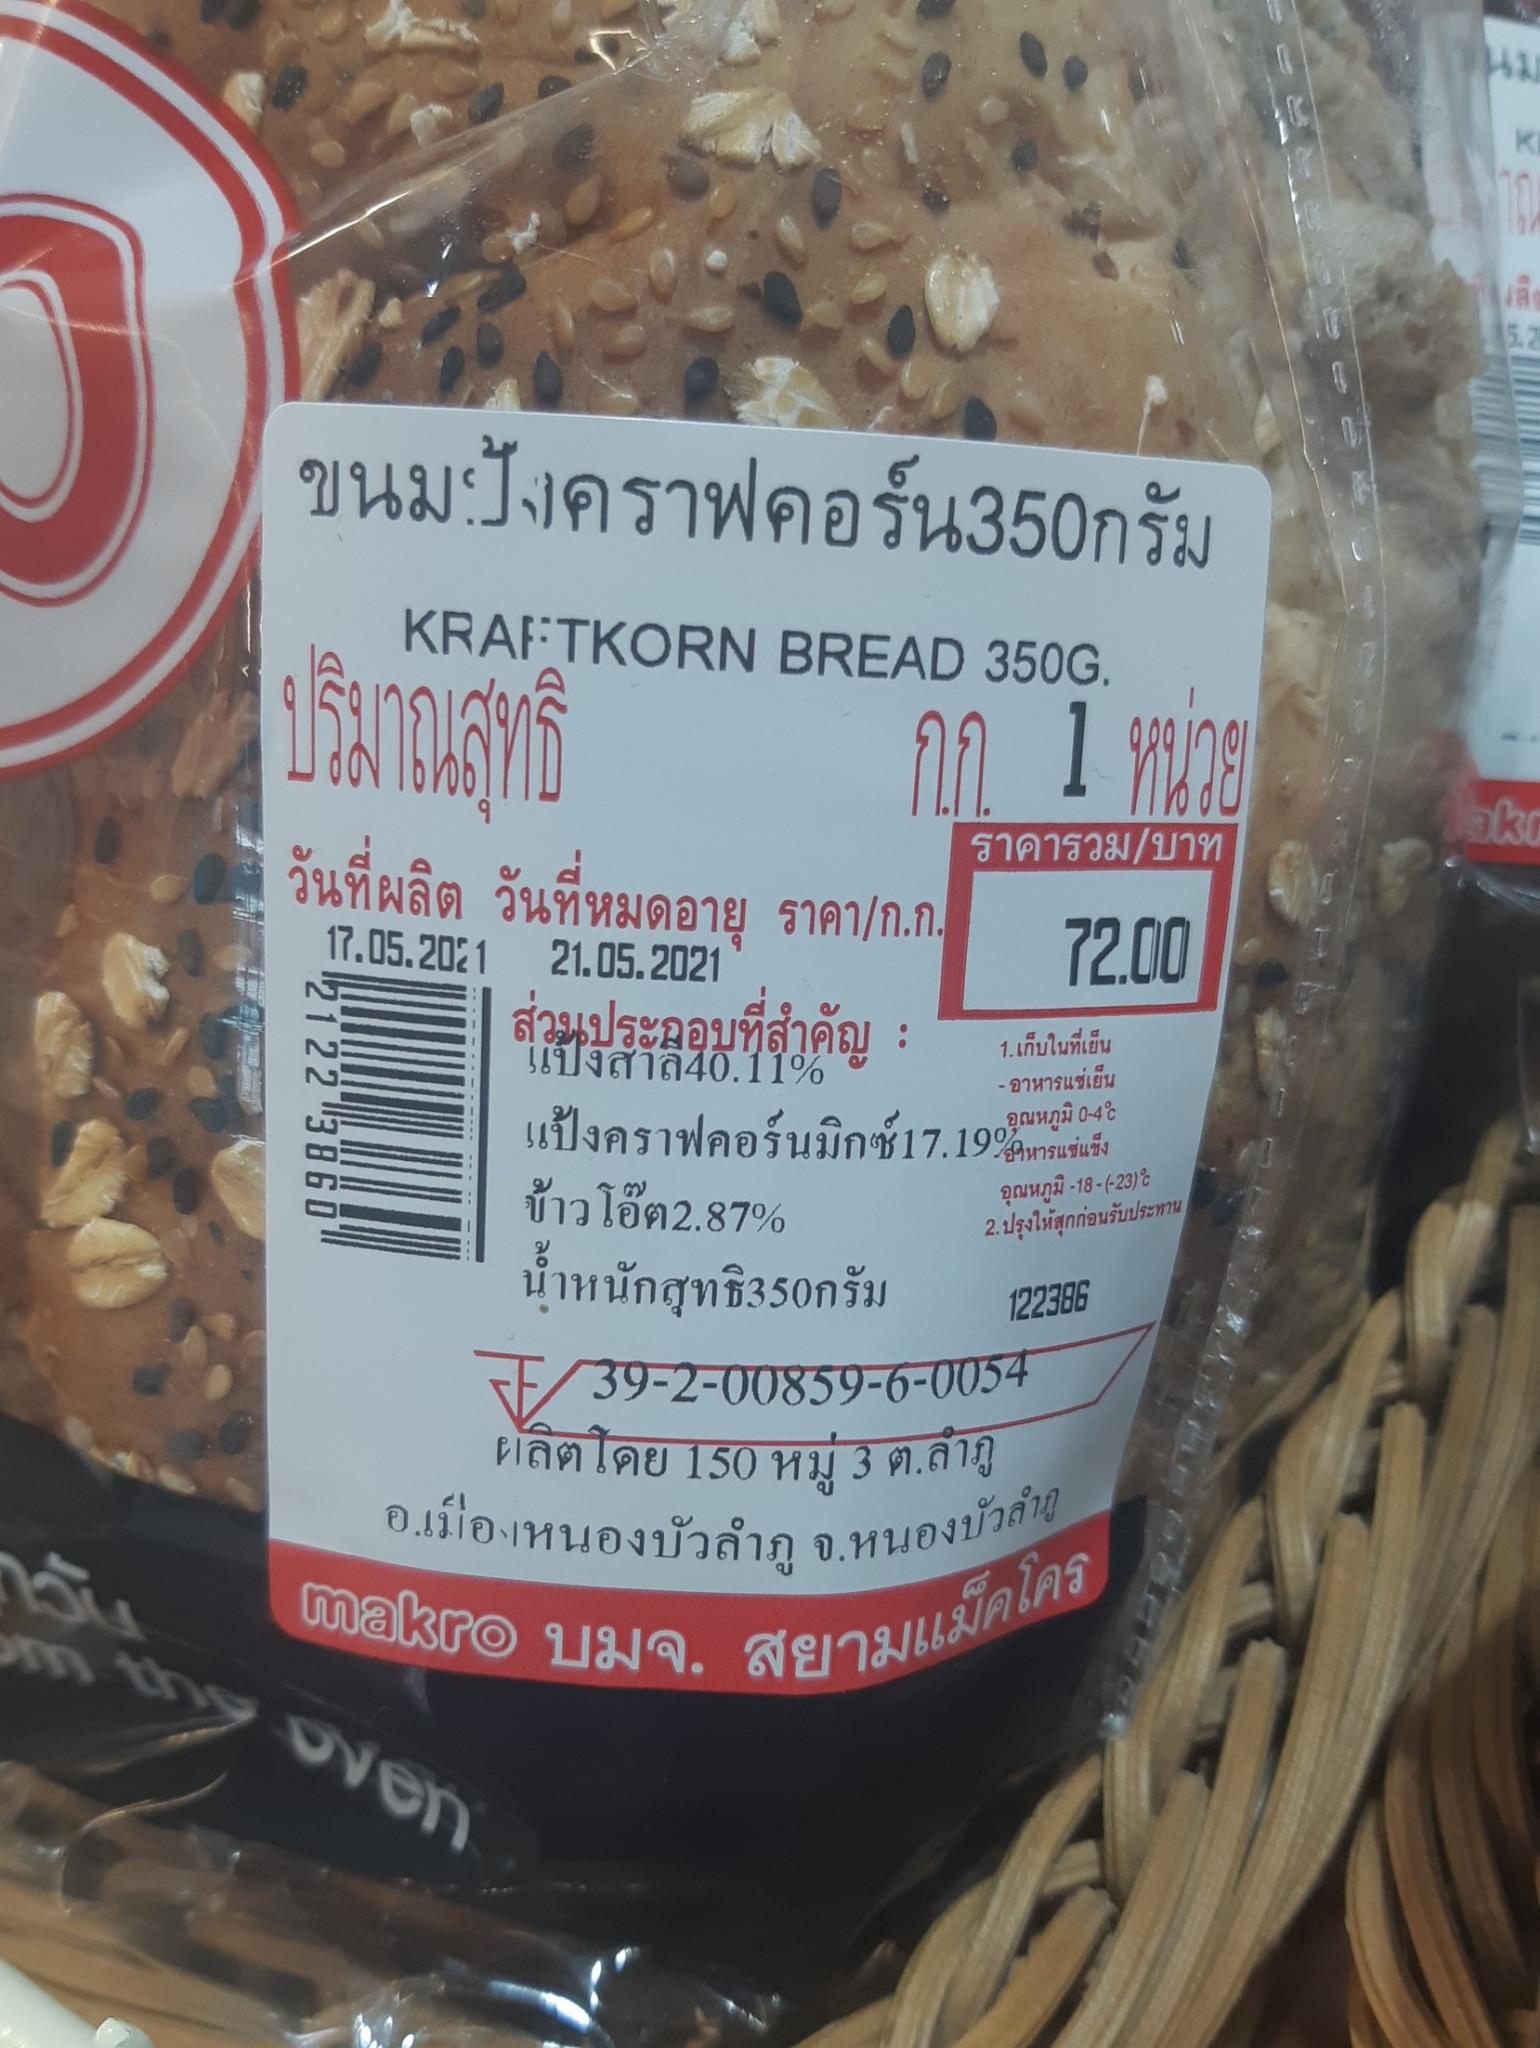 ขนมปังคราฟคอร์น350กรัม
KRAFTKORN BREAD 350G.
ปริมาณสุทธิ ก.ก. 1 หน่วย
ราคารวม/บาท
วันที่ผลิต วันที่หมดอายุ ราคา/ก.ก.
17.05.2021 21.05.2021 72.00
ส่วนประกอบที่สำคัญ :
แป้งสาลี40.11%
แป้งคราฟคอร์นมิกซ์17.19%
ข้าวโอ๊ต2.87%
น้ำหนักสุทธิ350กรัม
21223860
1.เก็บในที่เย็น
- อาหารแช่เย็น
อุณหภูมิ 0-4°c
- อาหารแช่แข็ง
อุณหภูมิ -18 - (-23)°c
2.ปรุงให้สุกก่อนรับประทาน
122386
39-2-00859-6-0054
ผลิตโดย 150 หมู่ 3 ต.ลำภู
อ.เมืองหนองบัวลำภู จ.หนองบัวลำภู
makro บมจ. สยามแม็คโคร
the oven